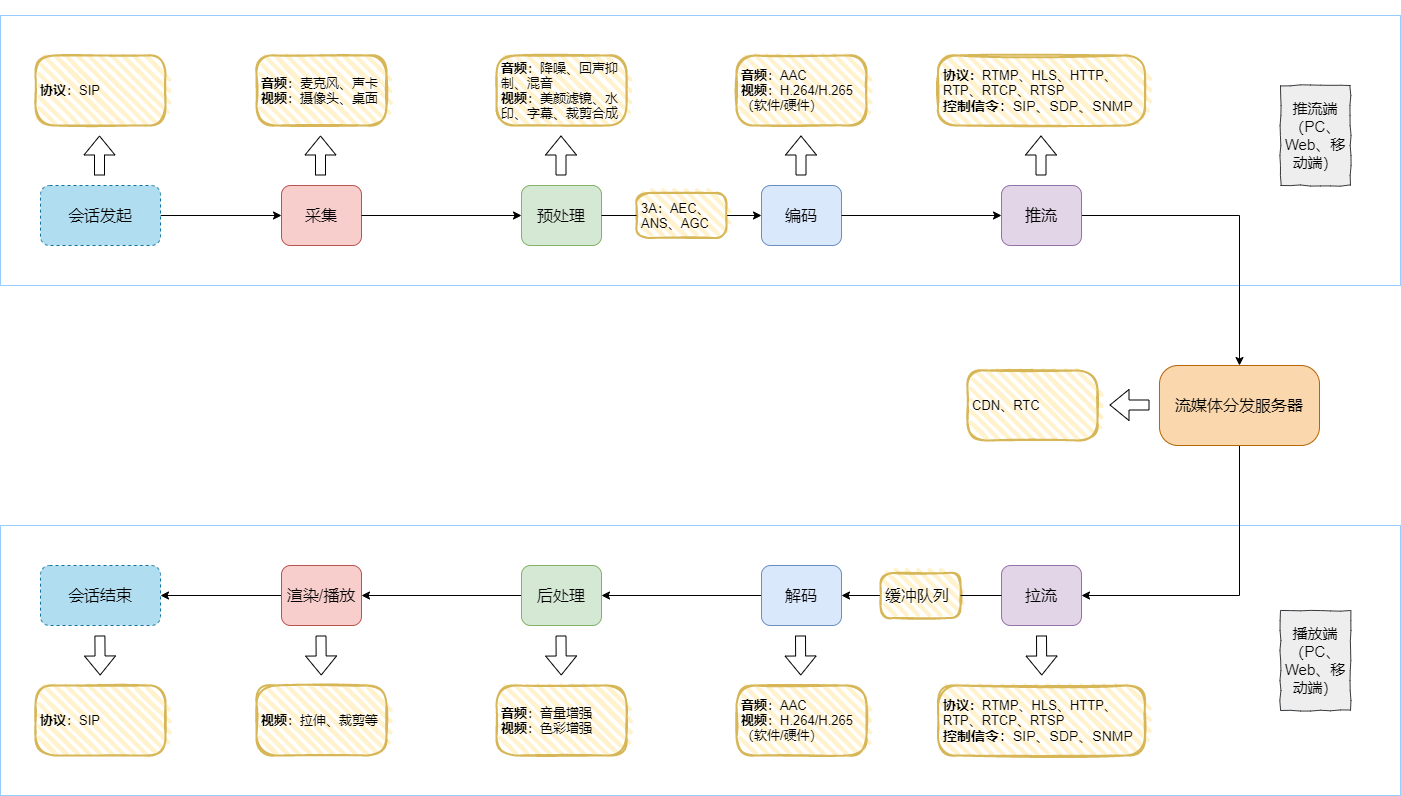 协议：SIP
音频：麦克风、声卡
视频：摄像头、桌面
音频：降噪、回声抑
制、混音
视频：美颜滤镜、水
印、字幕、裁剪合成
音频：AAC
视频：H.264/H.265
（软件/硬件）
协议：RTMP、HLS、HTTP、
RTP、RTCP、RTSP
控制信令：SIP、SDP、SNMP
推流端
（PC、
Web、移
动端）
会话发起
采集
预处理
3A：AEC、
ANS、AGC
编码
推流
CDN、RTC
流媒体分发服务器
会话结束
渲染/播放
后处理
解码
缓冲队列
拉流
播放端
（PC、
Web、移
动端）
协议：SIP
视频：拉伸、裁剪等
音频：音量增强
视频：色彩增强
音频：AAC
视频：H.264/H.265
（软件/硬件）
协议：RTMP、HLS、HTTP、
RTP、RTCP、RTSP
控制信令：SIP、SDP、SNMP